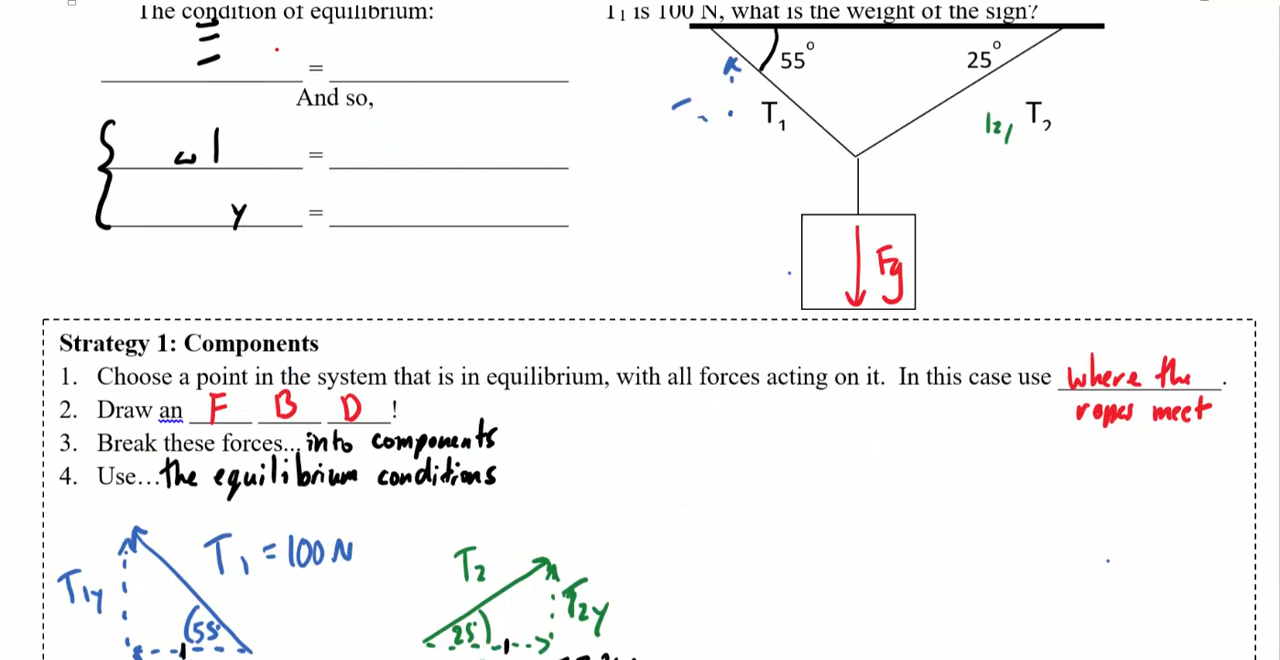 The condition of equilibrium:
T₁ is 100 N, what is the weight of the sign?
55° 25°
=
And so,
T₁ T₂
=
y =
Fg
Strategy 1: Components
1. Choose a point in the system that is in equilibrium, with all forces acting on it. In this case use where the
ropes meet.
2. Draw an F B D !
3. Break these forces... into components
4. Use…the equilibrium conditions
T₁ = 100 N
T₂
T1y
T2y
55°
25°